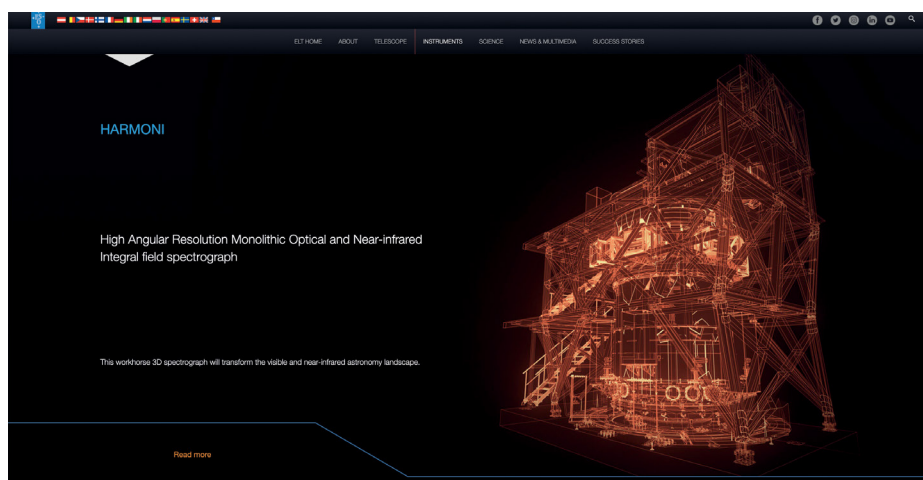 ELT HOME ABOUT TELESCOPE INSTRUMENTS SCIENCE NEWS & MULTIMEDIA SUCCESS STORIES
HARMONI
High Angular Resolution Monolithic Optical and Near-infrared
Integral field spectrograph
This workhorse 3D spectrograph will transform the visible and near-infrared astronomy landscape.
Read more